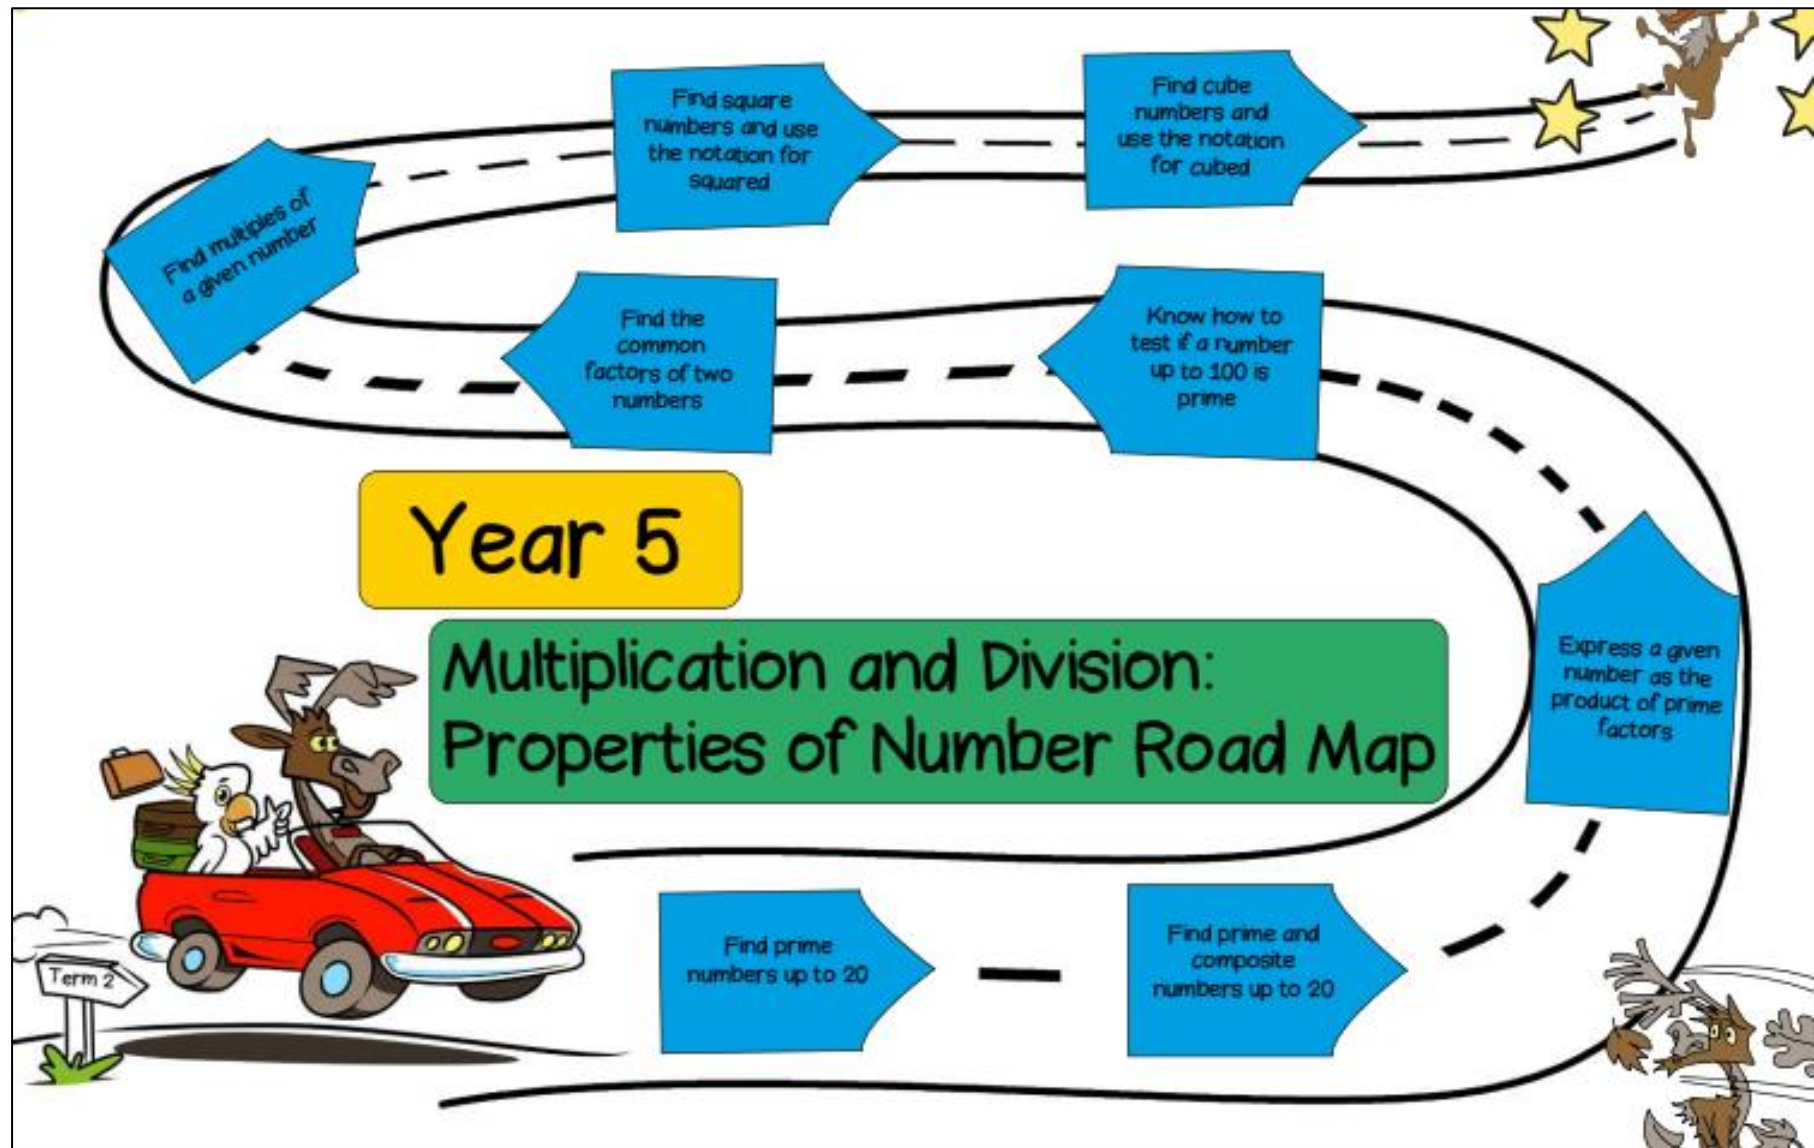 Find square
numbers and use
the notation for
squared
Find cube
numbers and
use the notation
for cubed
Find multiples of
a given number
Find the
common
factors of two
numbers
Know how to
test if a number
up to 100 is
prime
Year 5
Multiplication and Division:
Properties of Number Road Map
Express a given
number as the
product of prime
factors
Term 2
Find prime
numbers up to 20
Find prime and
composite
numbers up to 20